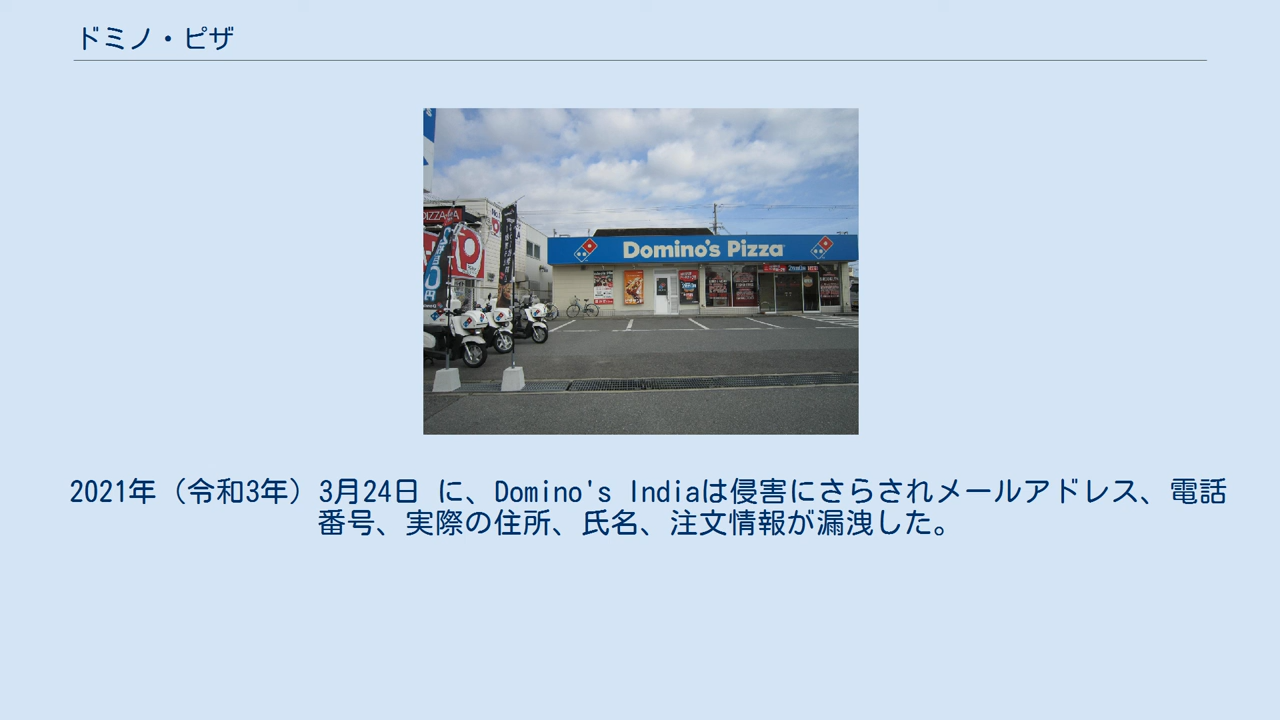 ドミノ・ピザ
PIZZA-LA
Domino's Pizza
2021年（令和3年）3月24日 に、Domino's Indiaは侵害にさらされメールアドレス、電話
番号、実際の住所、氏名、注文情報が漏洩した。